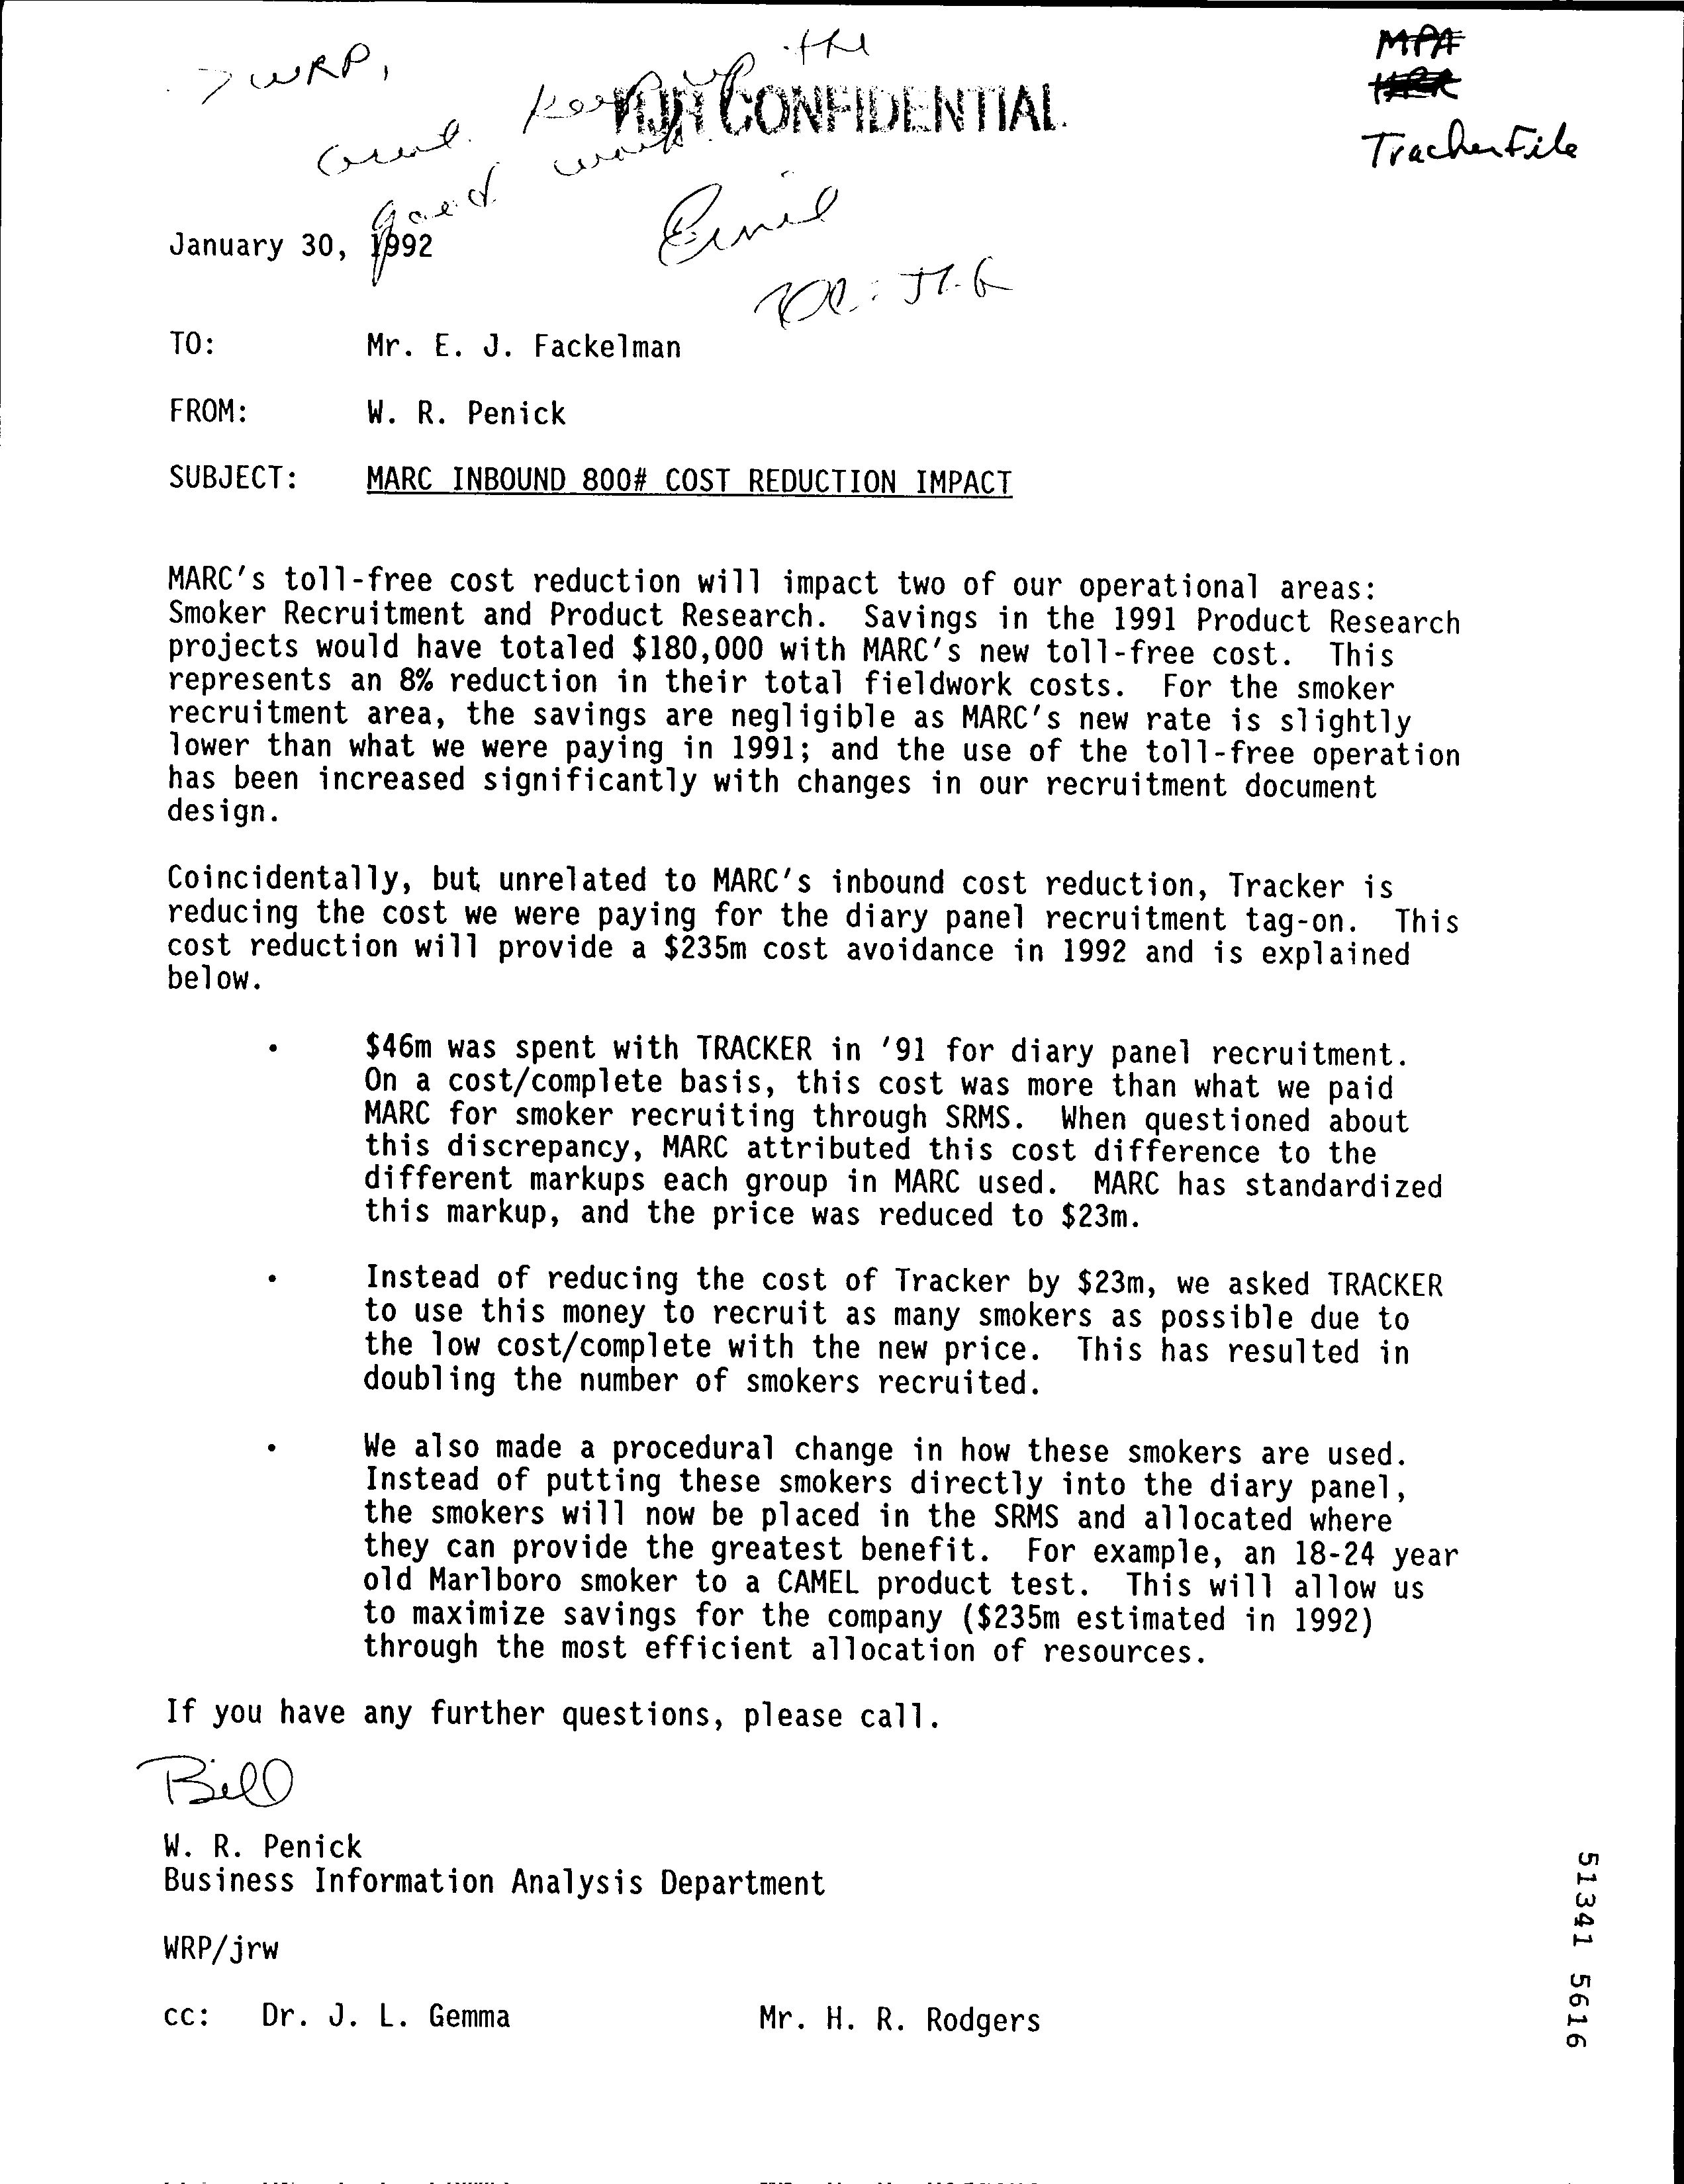 > WRP,
Great. Keep up the
good work.
Ernie
CONFIDENTIAL
MPA
HRR
Tracker File
January 30, 1992
TO: Mr. E. J. Fackelman
FROM: W. R. Penick
SUBJECT: MARC INBOUND 800# COST REDUCTION IMPACT
MARC's toll-free cost reduction will impact two of our operational areas:
Smoker Recruitment and Product Research. Savings in the 1991 Product Research
projects would have totaled $180,000 with MARC's new toll-free cost. This
represents an 8% reduction in their total fieldwork costs. For the smoker
recruitment area, the savings are negligible as MARC's new rate is slightly
lower than what we were paying in 1991; and the use of the toll-free operation
has been increased significantly with changes in our recruitment document
design.
Coincidentally, but unrelated to MARC's inbound cost reduction, Tracker is
reducing the cost we were paying for the diary panel recruitment tag-on. This
cost reduction will provide a $235m cost avoidance in 1992 and is explained
below.
• $46m was spent with TRACKER in '91 for diary panel recruitment.
On a cost/complete basis, this cost was more than what we paid
MARC for smoker recruiting through SRMS. When questioned about
this discrepancy, MARC attributed this cost difference to the
different markups each group in MARC used. MARC has standardized
this markup, and the price was reduced to $23m.
• Instead of reducing the cost of Tracker by $23m, we asked TRACKER
to use this money to recruit as many smokers as possible due to
the low cost/complete with the new price. This has resulted in
doubling the number of smokers recruited.
• We also made a procedural change in how these smokers are used.
Instead of putting these smokers directly into the diary panel,
the smokers will now be placed in the SRMS and allocated where
they can provide the greatest benefit. For example, an 18-24 year
old Marlboro smoker to a CAMEL product test. This will allow us
to maximize savings for the company ($235m estimated in 1992)
through the most efficient allocation of resources.
If you have any further questions, please call.
Bill
W. R. Penick
Business Information Analysis Department
WRP/jrw
cc: Dr. J. L. Gemma Mr. H. R. Rodgers
51341 5616